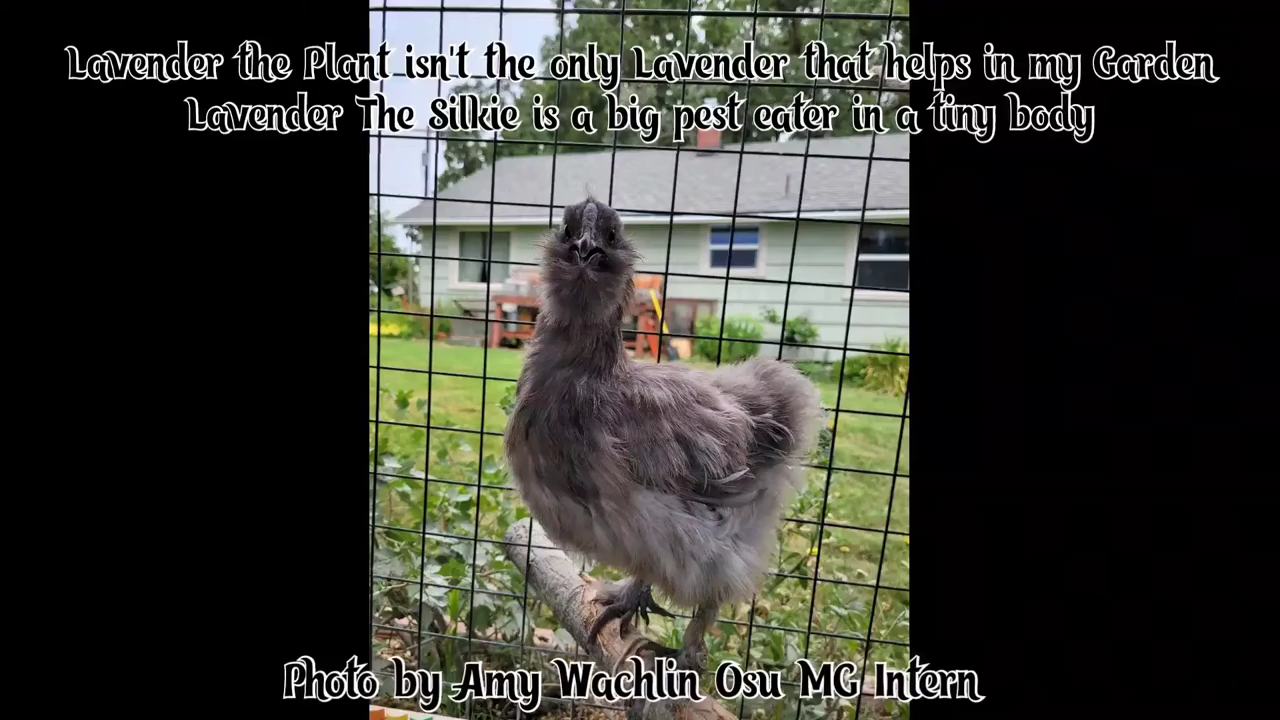 Lavender the Plant isn't the only Lavender that helps in my Garden
Lavender The Silkie is a big pest eater in a tiny body
Photo by Amy Wachlin Osu MG Intern